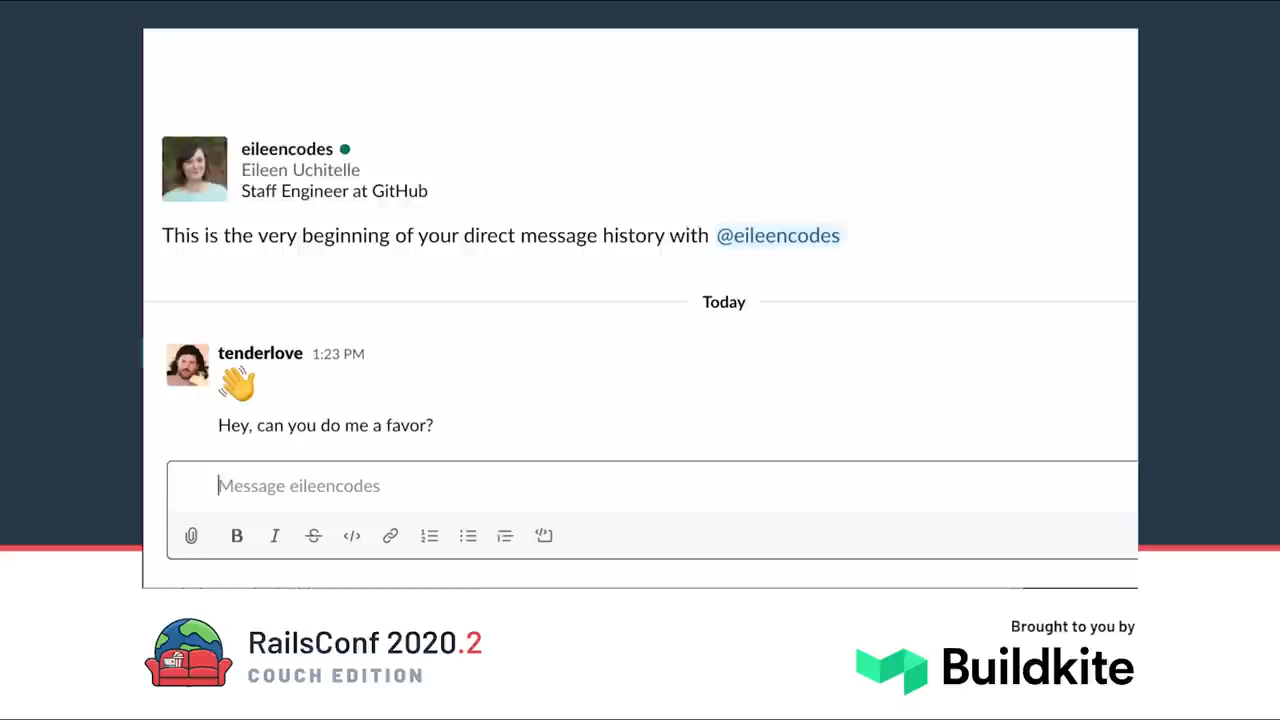 eileencodes
Eileen Uchitelle
Staff Engineer at GitHub
This is the very beginning of your direct message history with @eileencodes
Today
tenderlove 1:23 PM
Hey, can you do me a favor?
Message eileencodes
B I S </>
RailsConf 2020.2
COUCH EDITION
Brought to you by
Buildkite